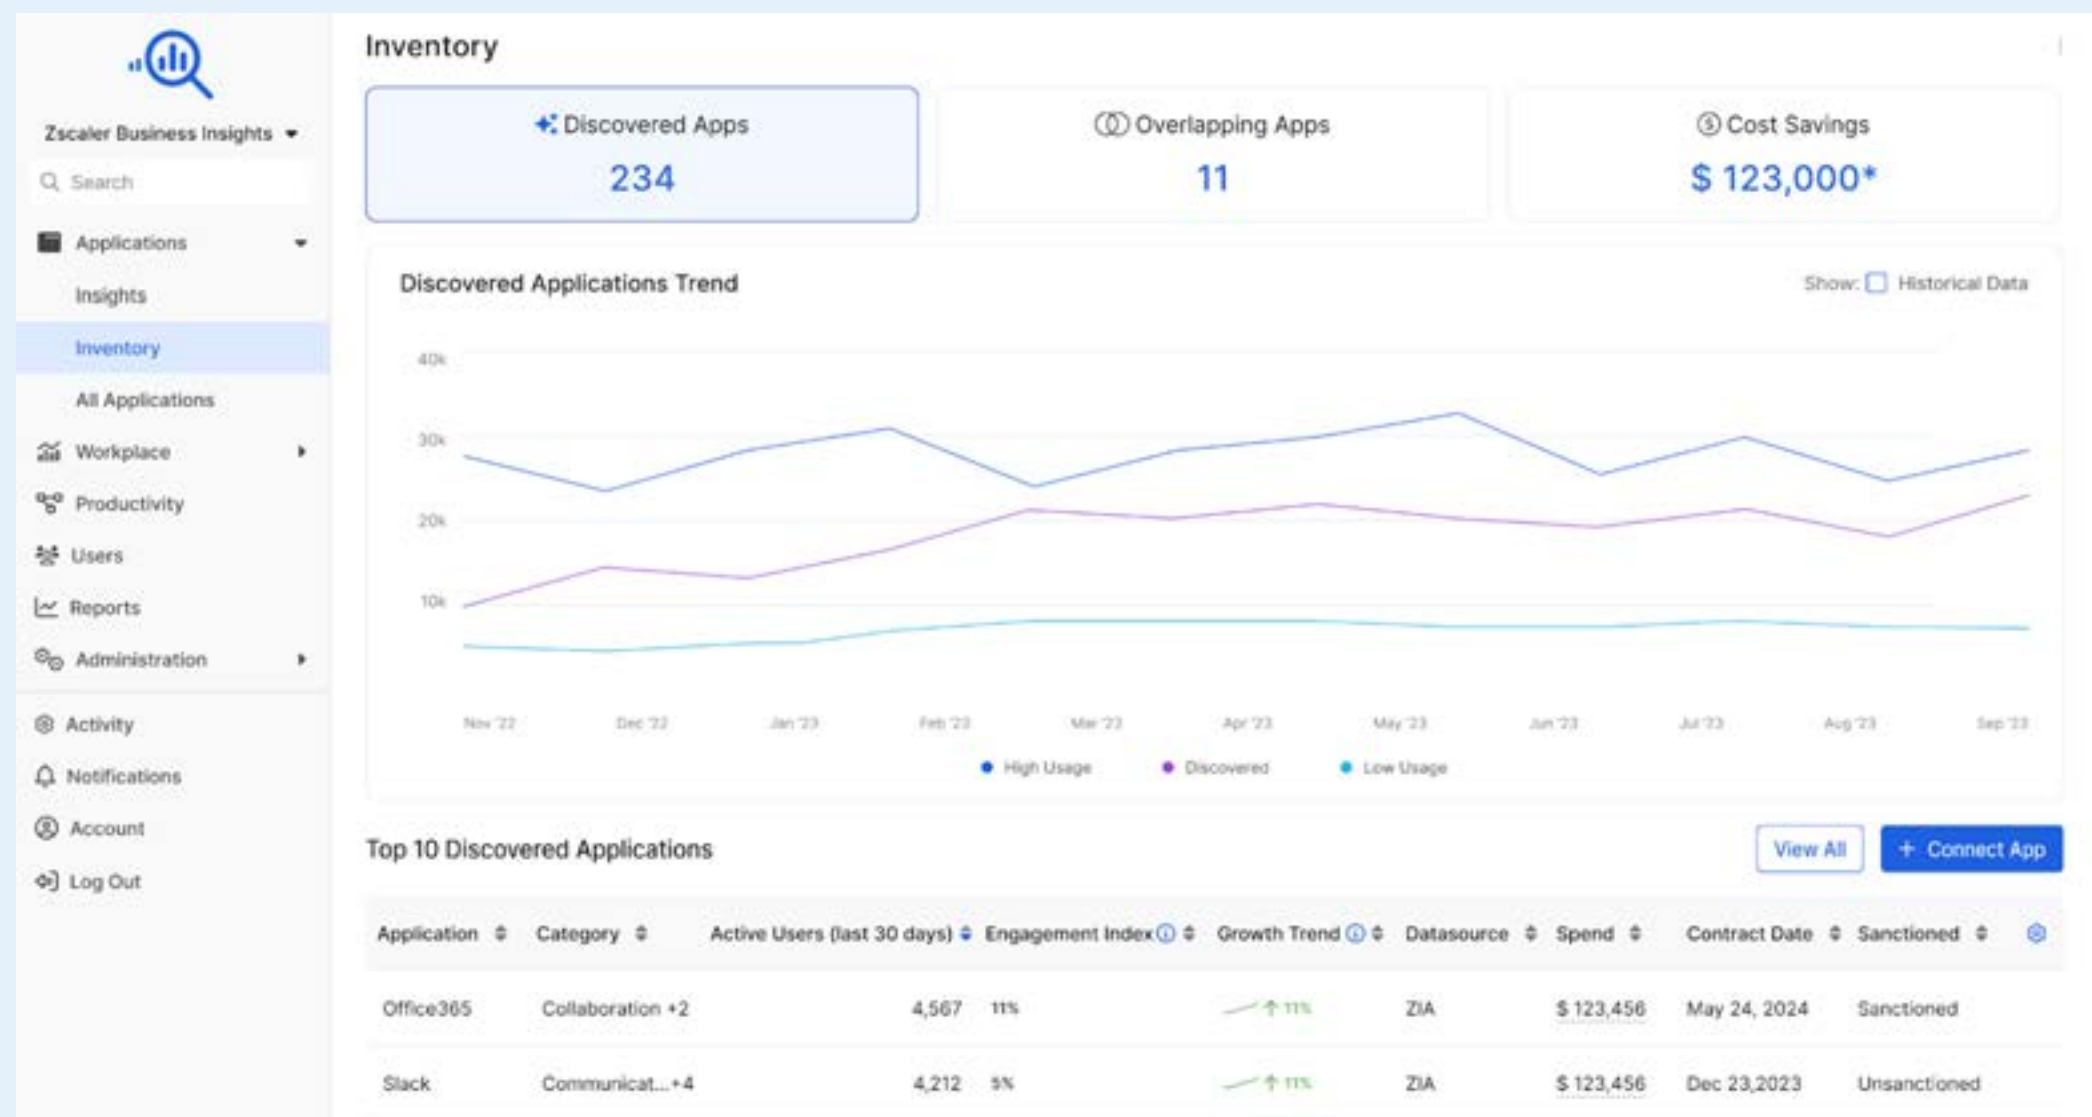 Zscaler Business Insights
Search
Applications
Insights
Inventory
All Applications
Workplace
Productivity
Users
Reports
Administration
Activity
Notifications
Account
Log Out
Inventory
Discovered Apps
234
Overlapping Apps
11
Cost Savings
$ 123,000*
Discovered Applications Trend
Show: Historical Data
40k
30k
20k
10k
Nov '22 Dec '22 Jan '23 Feb '23 Mar '23 Apr '23 May '23 Jun '23 Jul '23 Aug '23 Sep '23
High Usage Discovered Low Usage
Top 10 Discovered Applications
View All
+ Connect App
Application Category Active Users (last 30 days) Engagement Index Growth Trend Datasource Spend Contract Date Sanctioned
Office365 Collaboration +2 4,567 11% 11% ZIA $ 123,456 May 24, 2024 Sanctioned
Slack Communicat...+4 4,212 5% 11% ZIA $ 123,456 Dec 23,2023 Unsanctioned